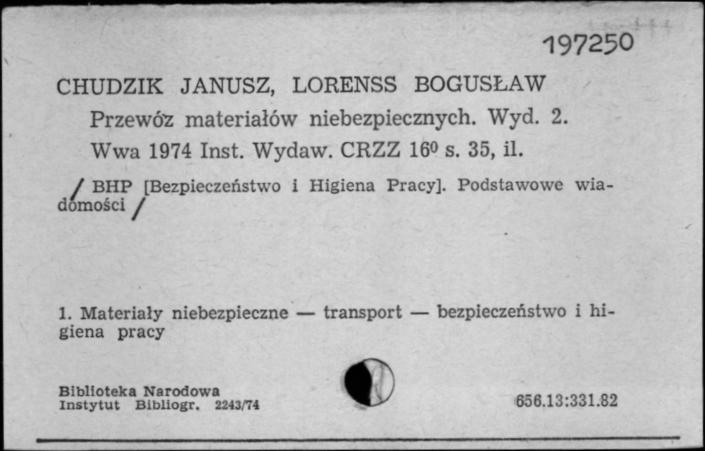 197250
CHUDZIK JANUSZ, LORENSS BOGUSŁAW
Przewóz materiałów niebezpiecznych. Wyd. 2.
Wwa 1974 Inst. Wydaw. CRZZ 16⁰ s. 35, il.
/ BHP [Bezpieczeństwo i Higiena Pracy]. Podstawowe wia-
domości /
1. Materiały niebezpieczne — transport — bezpieczeństwo i hi-
giena pracy
Biblioteka Narodowa
Instytut Bibliogr. 2243/74
656.13:331.82